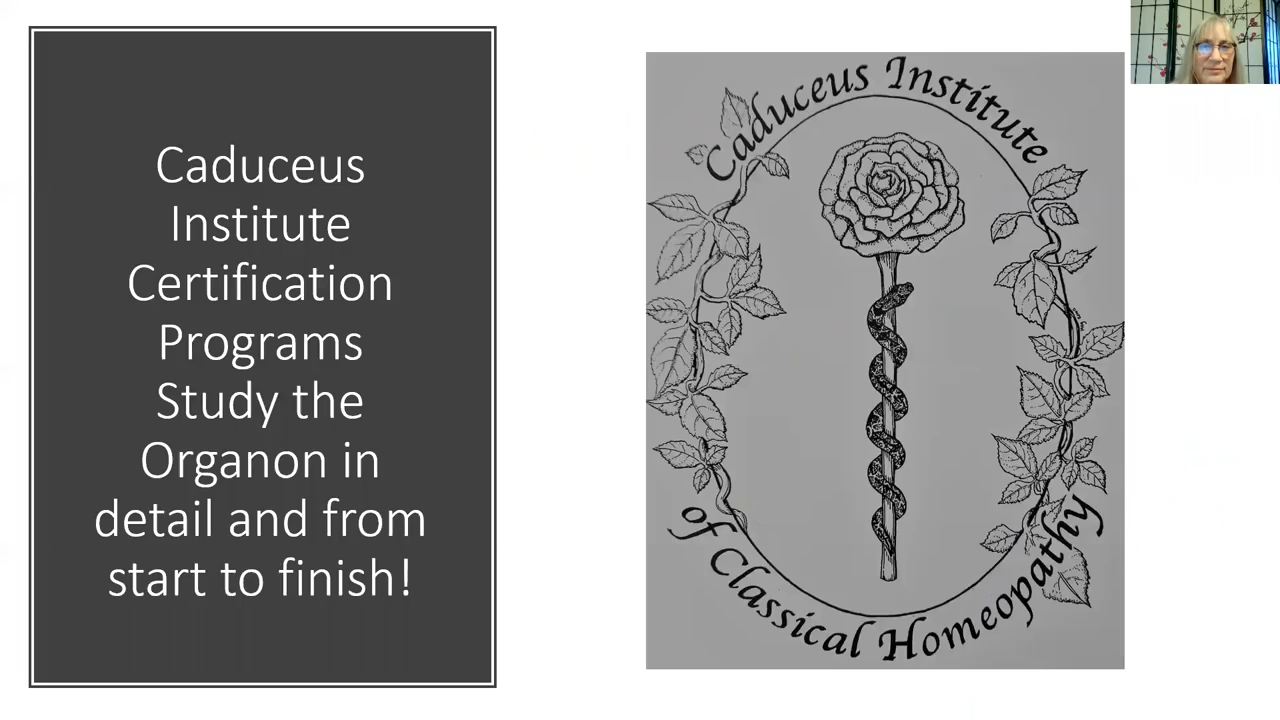 Caduceus
Institute
Certification
Programs
Study the
Organon in
detail and from
start to finish!
Caduceus Institute
of Classical Homeopathy